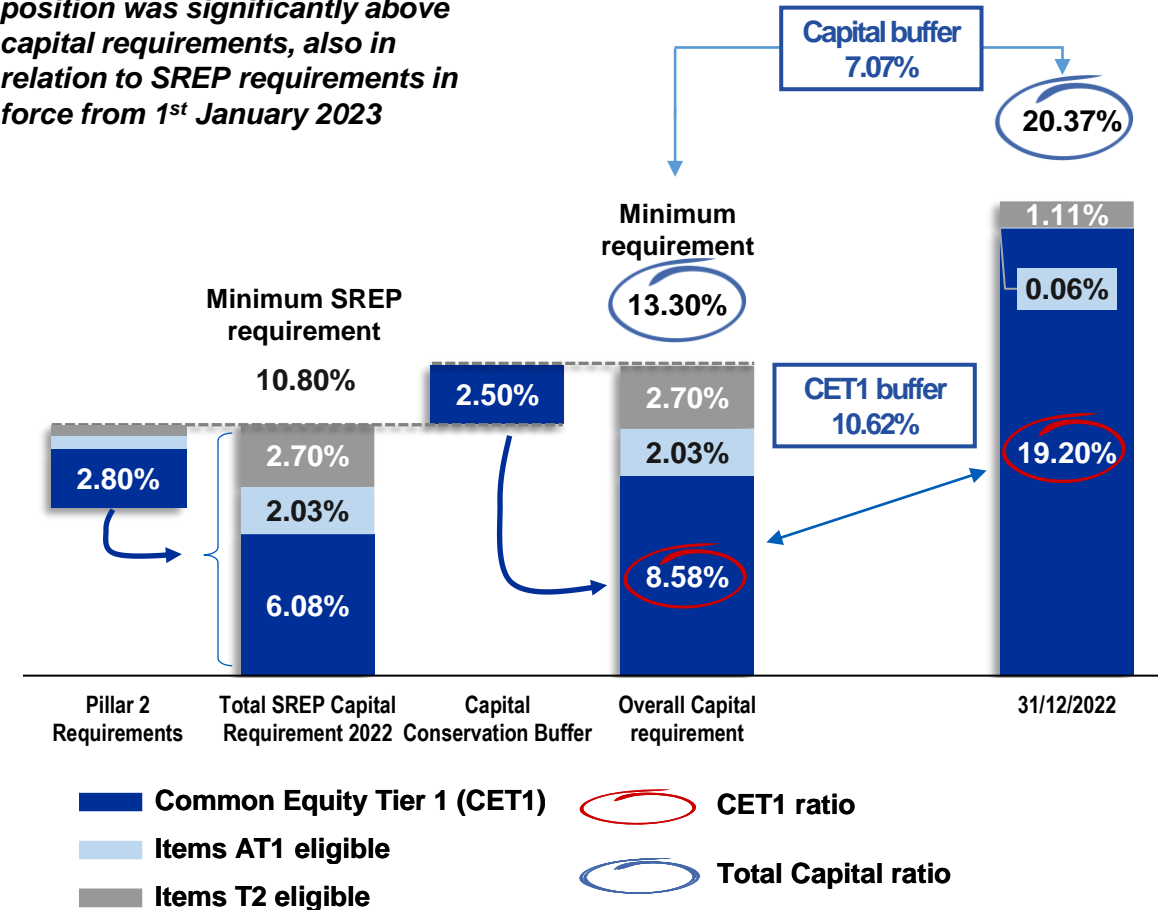 position was significantly above
capital requirements, also in
relation to SREP requirements in
force from 1st January 2023
Capital buffer
7.07%
20.37%
Minimum
requirement
13.30%
Minimum SREP
requirement
10.80%
1.11%
0.06%
2.50%
2.70%
CET1 buffer
10.62%
2.80%
2.70%
2.03%
2.03%
19.20%
6.08%
8.58%
Pillar 2
Requirements
Total SREP Capital
Requirement 2022
Capital
Conservation Buffer
Overall Capital
requirement
31/12/2022
Common Equity Tier 1 (CET1)
CET1 ratio
Items AT1 eligible
Total Capital ratio
Items T2 eligible